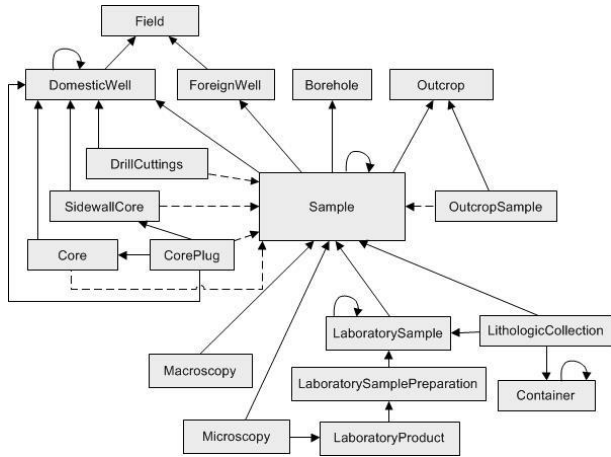 Field
DomesticWell
ForeignWell
Borehole
Outcrop
DrillCuttings
SidewallCore
Sample
OutcropSample
Core
CorePlug
LaboratorySample
LithologicCollection
Macroscopy
LaboratorySamplePreparation
Container
Microscopy
LaboratoryProduct